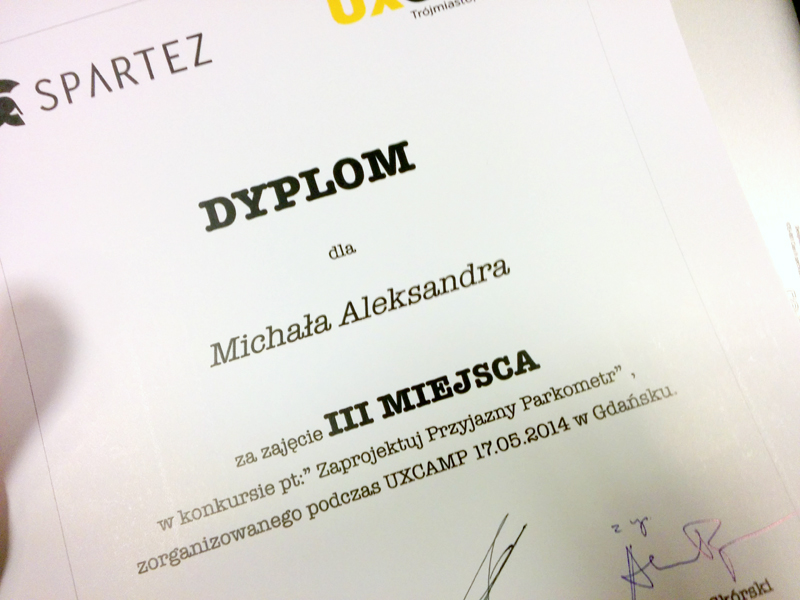 SPARTEZ
UX
Trójmiasto
DYPLOM
dla
Michała Aleksandra
za zajęcie III MIEJSCA
w konkursie pt:” Zaprojektuj Przyjazny Parkometr” ,
zorganizowanego podczas UXCAMP 17.05.2014 w Gdańsku.